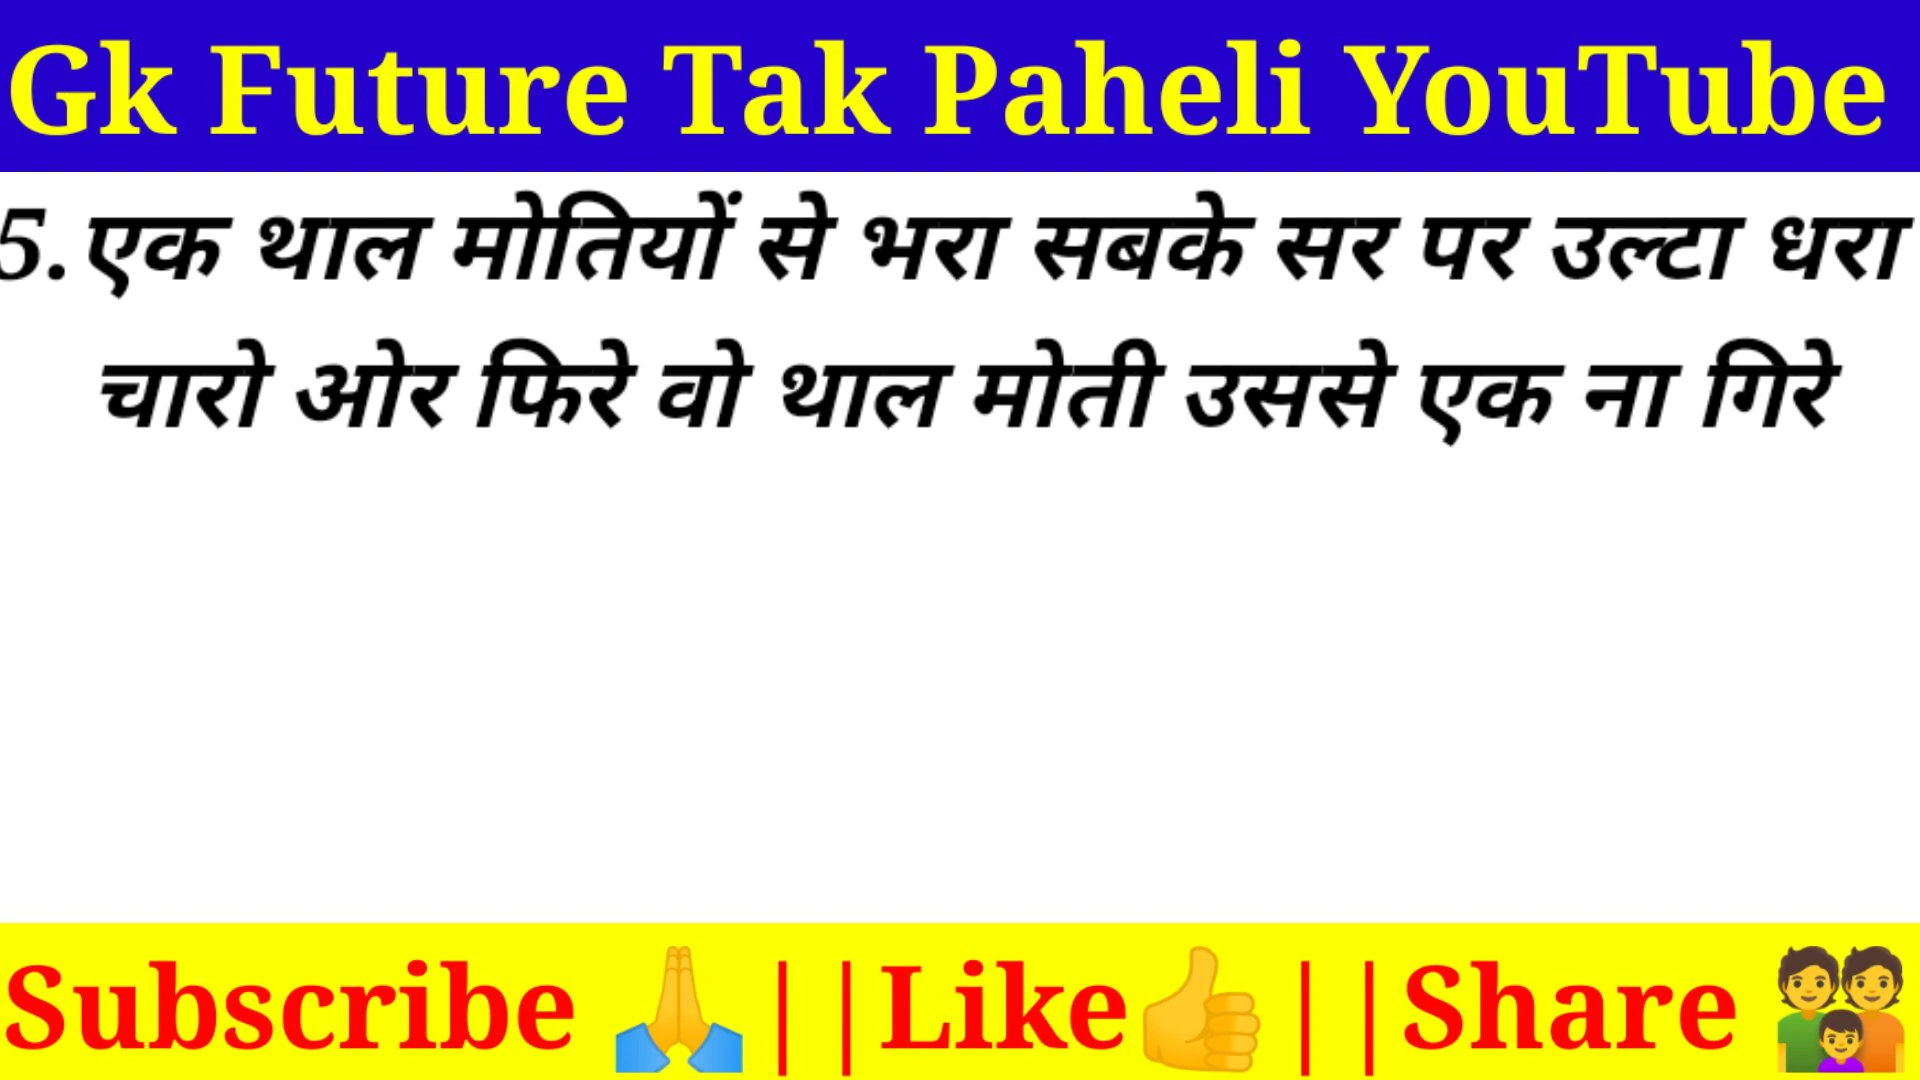 Gk Future Tak Paheli YouTube
5. एक थाल मोतियों से भरा सबके सर पर उल्टा धरा
चारो ओर फिरे वो थाल मोती उससे एक ना गिरे
Subscribe 🙏 ||Like👍 ||Share 👪